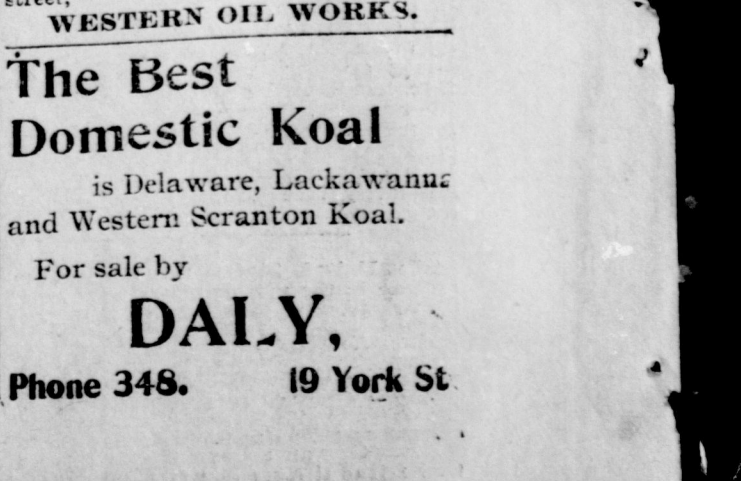 WESTERN OIL WORKS.
The Best
Domestic Koal
is Delaware, Lackawanna
and Western Scranton Koal.
For sale by
DALY,
Phone 348. 19 York St